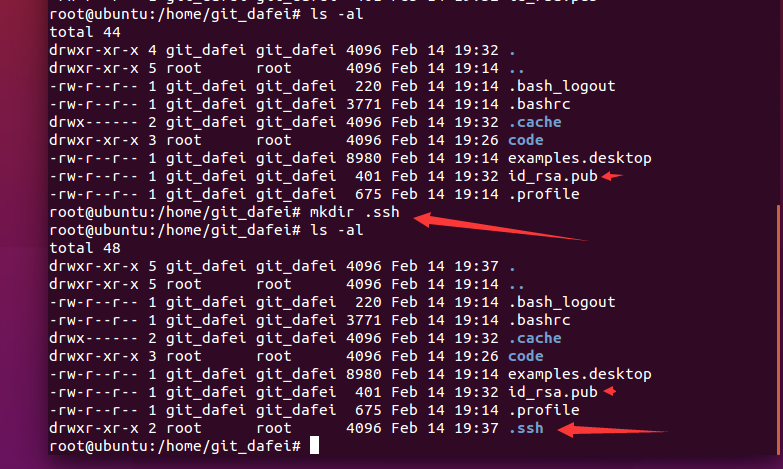 root@ubuntu:/home/git_dafei# ls -al
total 44
drwxr-xr-x 4 git_dafei git_dafei 4096 Feb 14 19:32 .
drwxr-xr-x 5 root      root      4096 Feb 14 19:14 ..
-rw-r--r-- 1 git_dafei git_dafei  220 Feb 14 19:14 .bash_logout
-rw-r--r-- 1 git_dafei git_dafei 3771 Feb 14 19:14 .bashrc
drwx------ 2 git_dafei git_dafei 4096 Feb 14 19:32 .cache
drwxr-xr-x 3 root      root      4096 Feb 14 19:26 code
-rw-r--r-- 1 git_dafei git_dafei 8980 Feb 14 19:14 examples.desktop
-rw-rw-r-- 1 git_dafei git_dafei  401 Feb 14 19:32 id_rsa.pub
-rw-r--r-- 1 git_dafei git_dafei  675 Feb 14 19:14 .profile
root@ubuntu:/home/git_dafei# mkdir .ssh
root@ubuntu:/home/git_dafei# ls -al
total 48
drwxr-xr-x 5 git_dafei git_dafei 4096 Feb 14 19:37 .
drwxr-xr-x 5 root      root      4096 Feb 14 19:14 ..
-rw-r--r-- 1 git_dafei git_dafei  220 Feb 14 19:14 .bash_logout
-rw-r--r-- 1 git_dafei git_dafei 3771 Feb 14 19:14 .bashrc
drwx------ 2 git_dafei git_dafei 4096 Feb 14 19:32 .cache
drwxr-xr-x 3 root      root      4096 Feb 14 19:26 code
-rw-r--r-- 1 git_dafei git_dafei 8980 Feb 14 19:14 examples.desktop
-rw-rw-r-- 1 git_dafei git_dafei  401 Feb 14 19:32 id_rsa.pub
-rw-r--r-- 1 git_dafei git_dafei  675 Feb 14 19:14 .profile
drwxr-xr-x 2 root      root      4096 Feb 14 19:37 .ssh
root@ubuntu:/home/git_dafei#